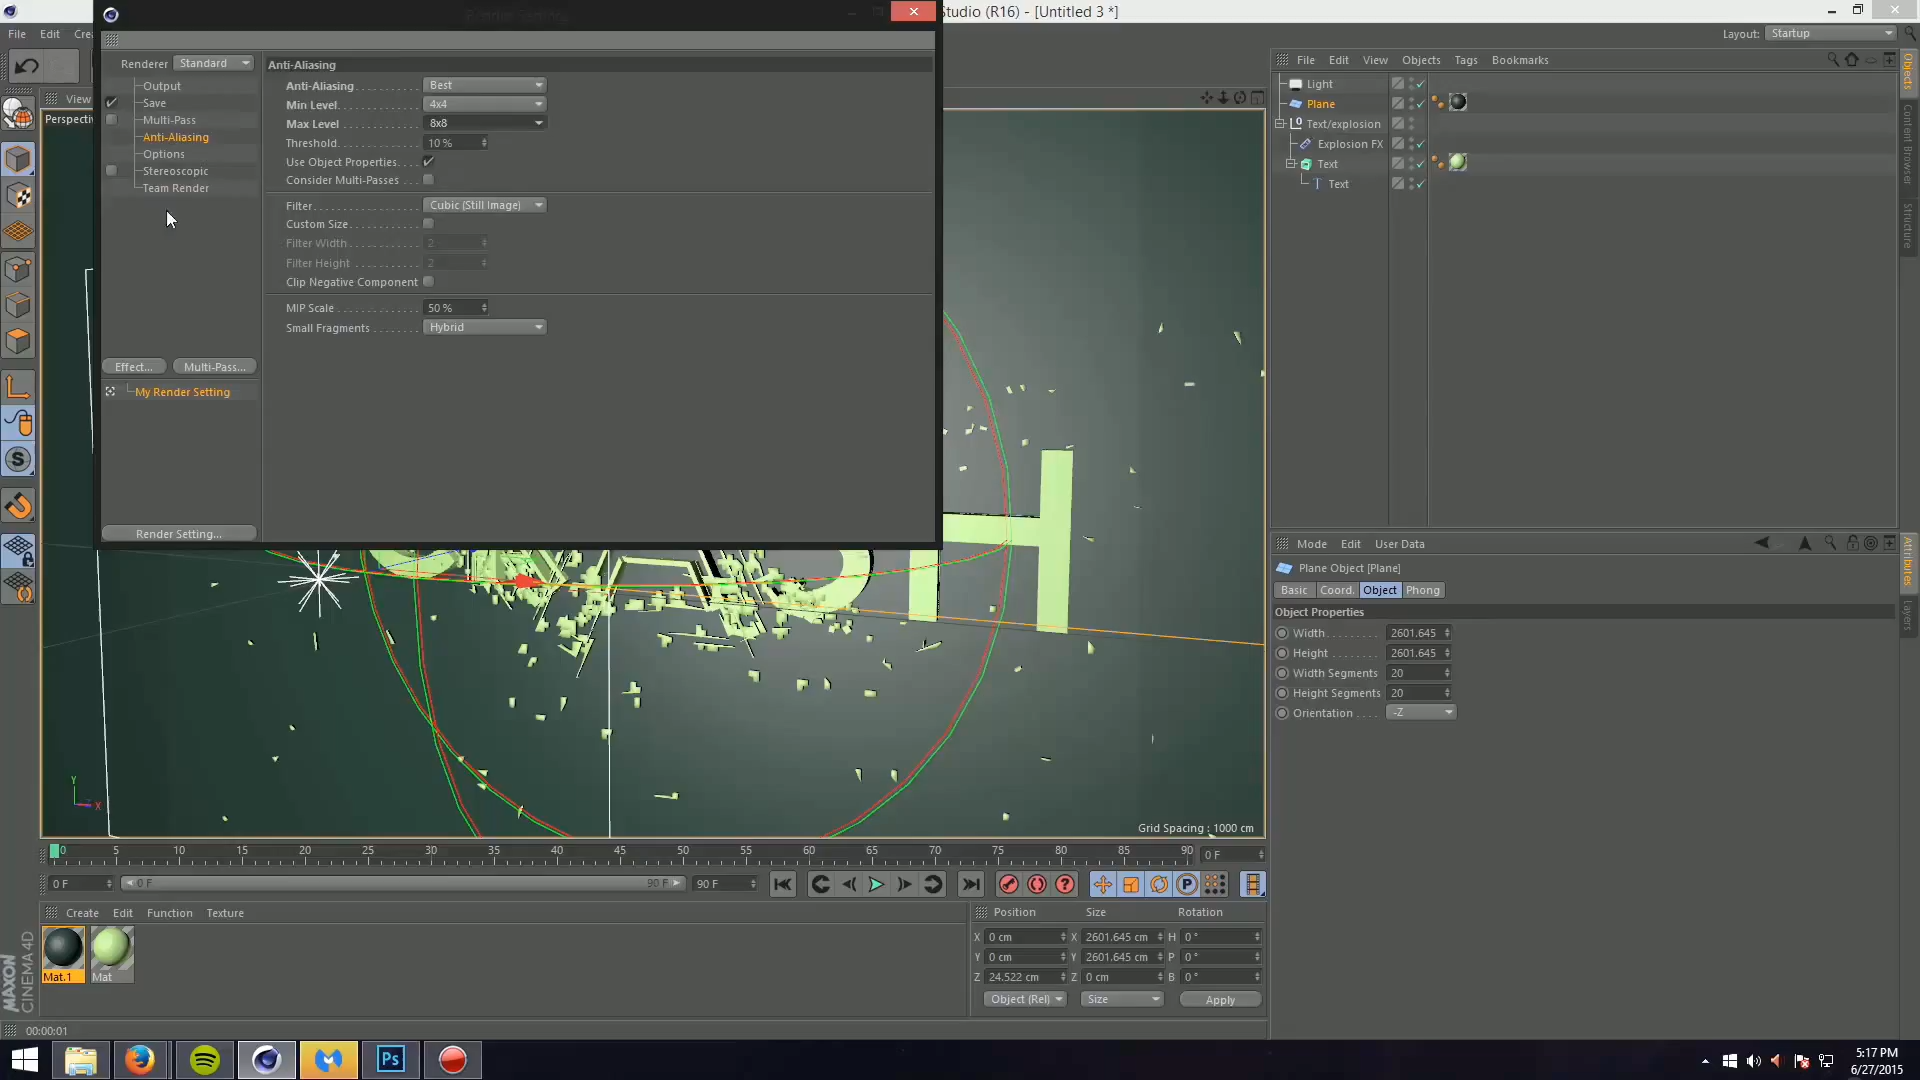 Studio (R16) - [Untitled 3 *]
File Edit Crea
Layout: Startup
Renderer Standard
Output
Save
Multi-Pass
Anti-Aliasing
Options
Stereoscopic
Team Render
Effect... Multi-Pass...
My Render Setting
Render Setting...
Anti-Aliasing
Anti-Aliasing Best
Min Level 4x4
Max Level 8x8
Threshold 10 %
Use Object Properties
Consider Multi-Passes
Filter Cubic (Still Image)
Custom Size
Filter Width 2
Filter Height 2
Clip Negative Component
MIP Scale 50 %
Small Fragments Hybrid
View
Perspectiv
File Edit View Objects Tags Bookmarks
Light
Plane
Text/explosion
Explosion FX
Text
Text
Objects
Content Browser
Structure
Mode Edit User Data
Plane Object [Plane]
Basic Coord. Object Phong
Object Properties
Width 2601.645
Height 2601.645
Width Segments 20
Height Segments 20
Orientation -Z
Attributes
Layers
Y
X
Grid Spacing : 1000 cm
0 5 10 15 20 25 30 35 40 45 50 55 60 65 70 75 80 85 90 0 F
0 F 0 F 90 F 90 F
Create Edit Function Texture
Mat.1 Mat
Position Size Rotation
X 0 cm X 2601.645 cm H 0 °
Y 0 cm Y 2601.645 cm P 0 °
Z 24.522 cm Z 0 cm B 0 °
Object (Rel) Size Apply
MAXON
CINEMA 4D
00:00:01
Ps
5:17 PM
6/27/2015